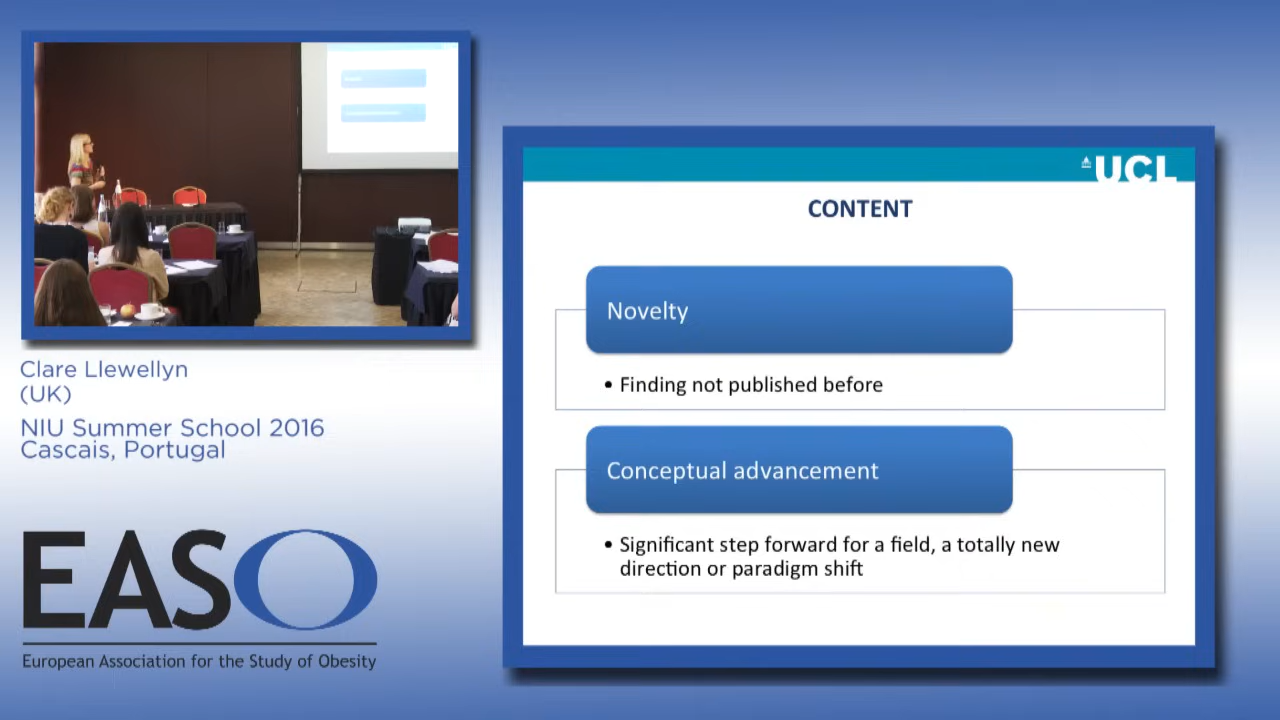 Clare Llewellyn
(UK)
NIU Summer School 2016
Cascais, Portugal
EASO
European Association for the Study of Obesity
UCL
CONTENT
Novelty
• Finding not published before
Conceptual advancement
• Significant step forward for a field, a totally new
direction or paradigm shift